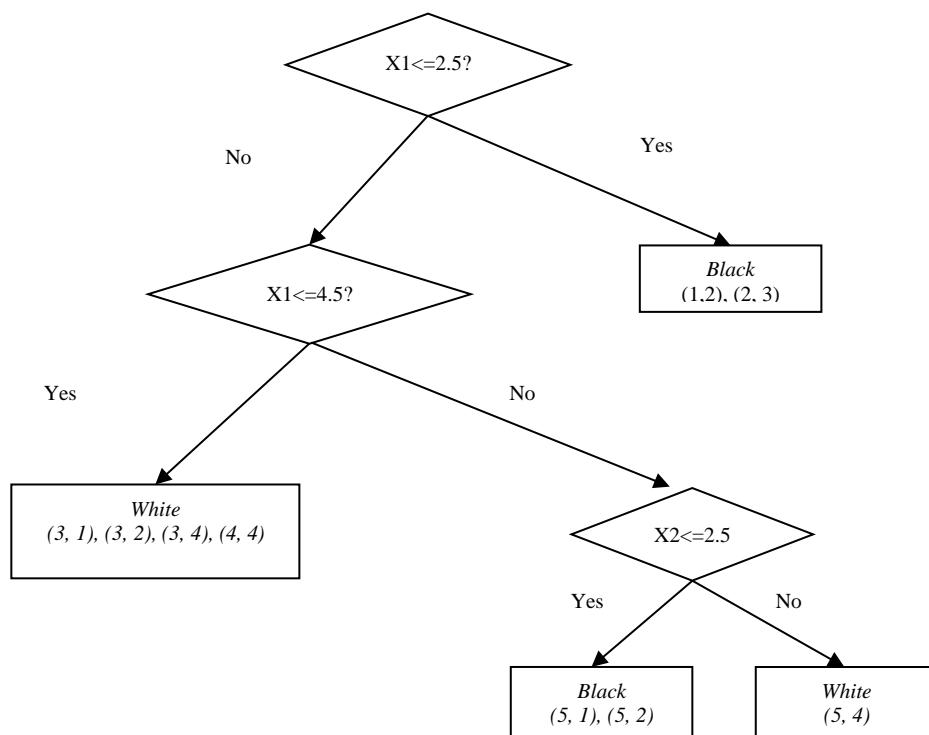 X1<=2.5?
No
Yes
X1<=4.5?
Black
(1,2), (2, 3)
Yes
No
White
(3, 1), (3, 2), (3, 4), (4, 4)
X2<=2.5
Yes
No
Black
(5, 1), (5, 2)
White
(5, 4)